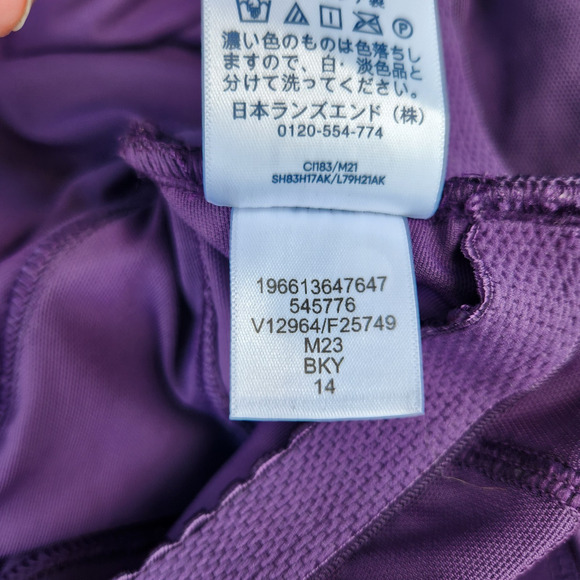 濃い色のものは色落ちし
ますので、白・淡色品と
分けて洗ってください。
日本ランズエンド（株）
0120-554-774
CI183/M21
SH83H17AK/L79H21AK
196613647647
545776
V12964/F25749
M23
BKY
14